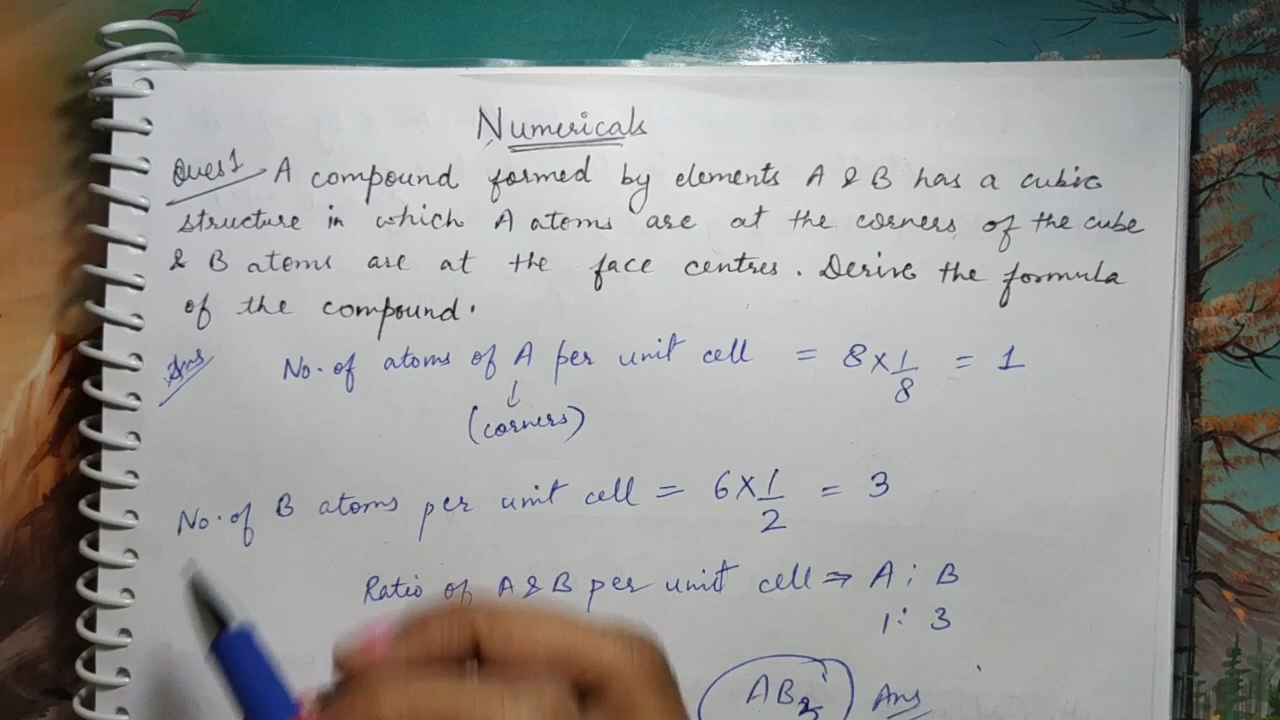 Numericals
Ques 1 A compound formed by elements A & B has a cubic
structure in which A atoms are at the corners of the cube
& B atoms are at the face centres. Derive the formula
of the compound.
Ans No. of atoms of A per unit cell = 8 × 1/8 = 1
↓
(corners)
No. of B atoms per unit cell = 6 × 1/2 = 3
Ratio of A & B per unit cell ⇒ A : B
1 : 3
AB₃ Ans